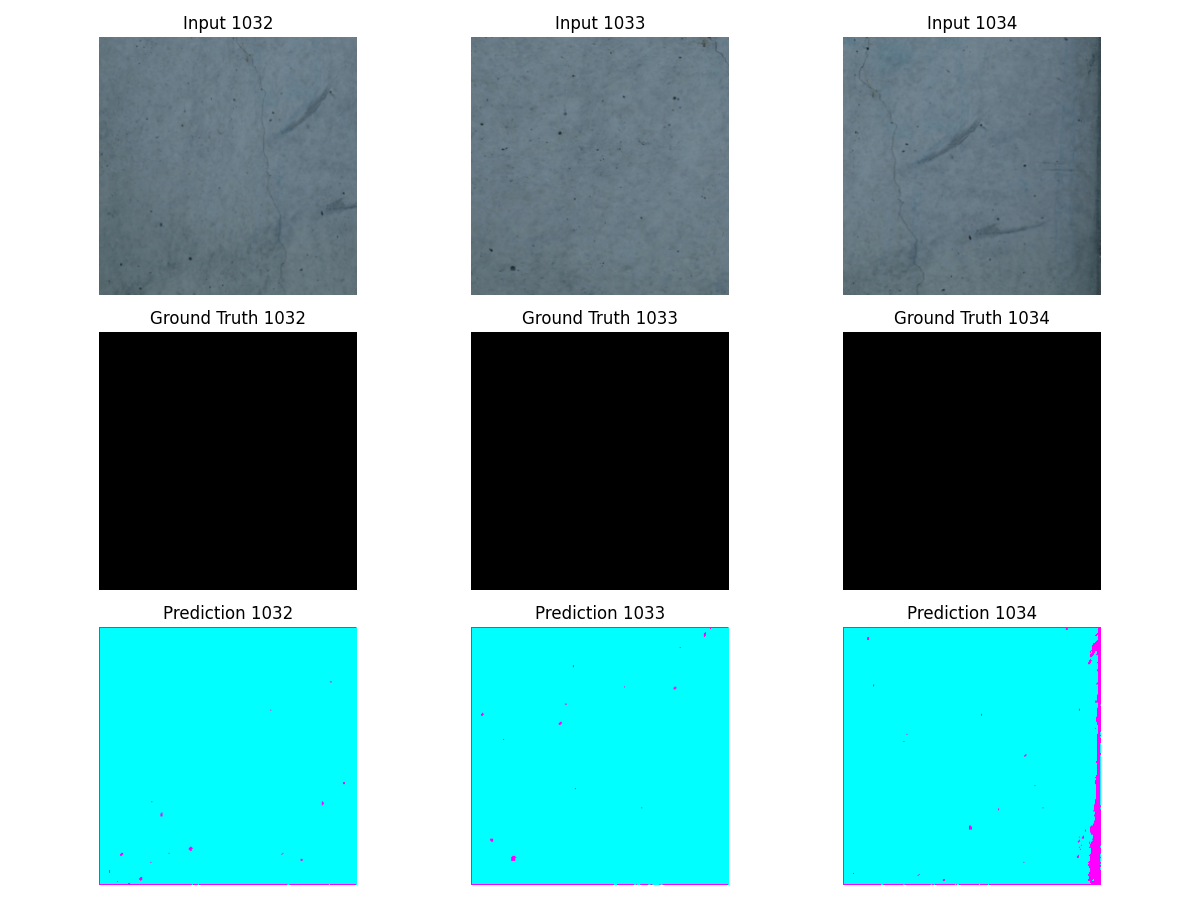 Input 1032
Input 1033
Input 1034
Ground Truth 1032
Ground Truth 1033
Ground Truth 1034
Prediction 1032
Prediction 1033
Prediction 1034